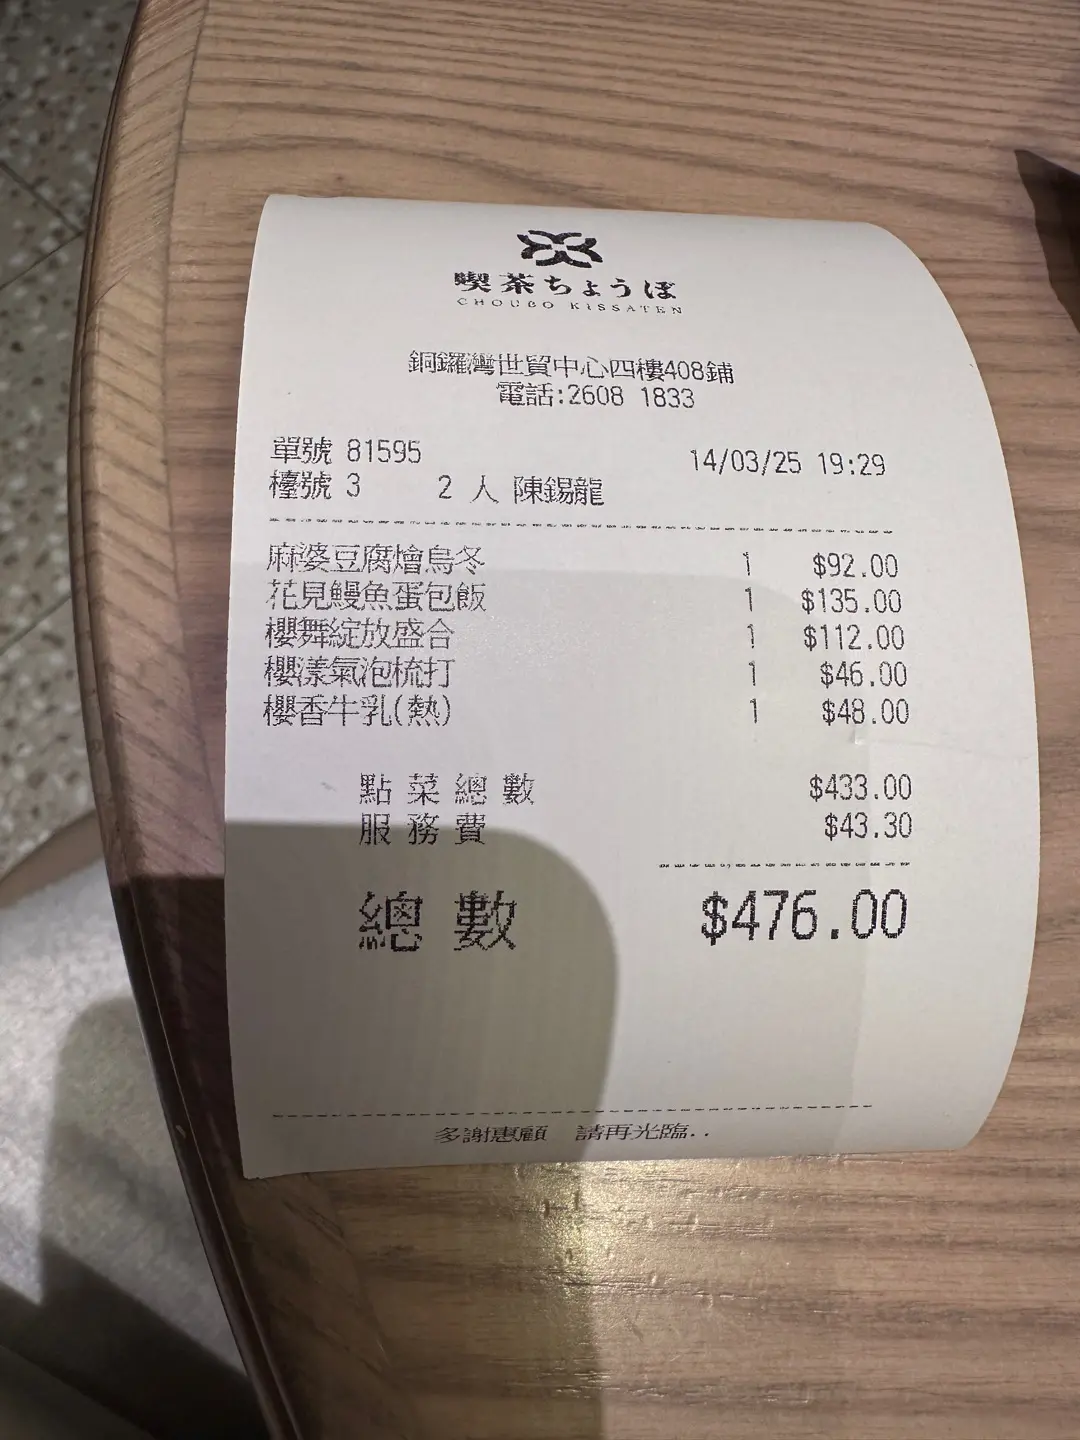 喫茶ちょうぼ
CHOUBO KISSATEN
銅鑼灣世貿中心四樓408鋪
電話:2608 1833
單號 81595 14/03/25 19:29
檯號 3 2 人 陳錫龍
麻婆豆腐燴烏冬 1 $92.00
花見鰻魚蛋包飯 1 $135.00
櫻舞綻放盛合 1 $112.00
櫻漾氣泡梳打 1 $46.00
櫻香牛乳(熱) 1 $48.00
點菜總數 $433.00
服務費 $43.30
總數 $476.00
多謝惠顧 請再光臨..